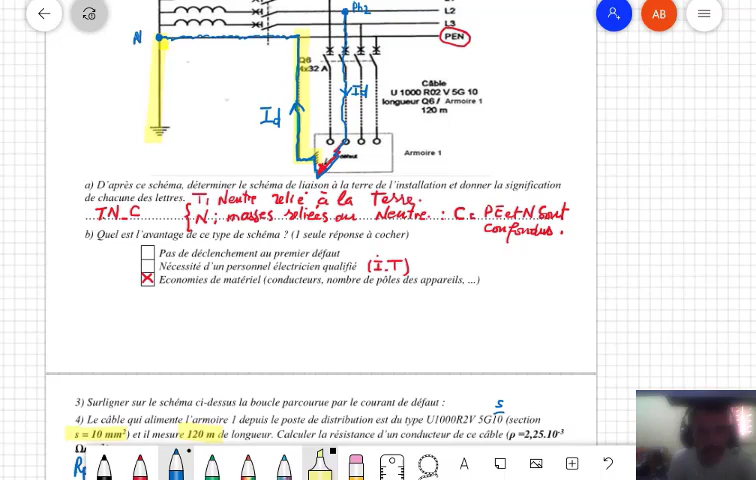 Ph2
L2
L3
N
PEN
Q6
4x32 A
Id
Id
Câble
U 1000 R02 V 5G 10
longueur Q6 / Armoire 1
120 m
défaut
Armoire 1
AB
a) D'après ce schéma, déterminer le schéma de liaison à la terre de l'installation et donner la signification
de chacune des lettres.
T; Neutre relié à la Terre.
TN_C
N; masses reliées au Neutre : C = PE et N sont
confondus.
b) Quel est l'avantage de ce type de schéma ? (1 seule réponse à cocher)
Pas de déclenchement au premier défaut
Nécessité d'un personnel électricien qualifié (I.T)
Economies de matériel (conducteurs, nombre de pôles des appareils, ...)
3) Surligner sur le schéma ci-dessus la boucle parcourue par le courant de défaut :
s
4) Le câble qui alimente l'armoire 1 depuis le poste de distribution est du type U1000R2V 5G10 (section
s = 10 mm² et il mesure 120 m de longueur. Calculer la résistance d'un conducteur de ce câble (ρ =2,25.10⁻³
A